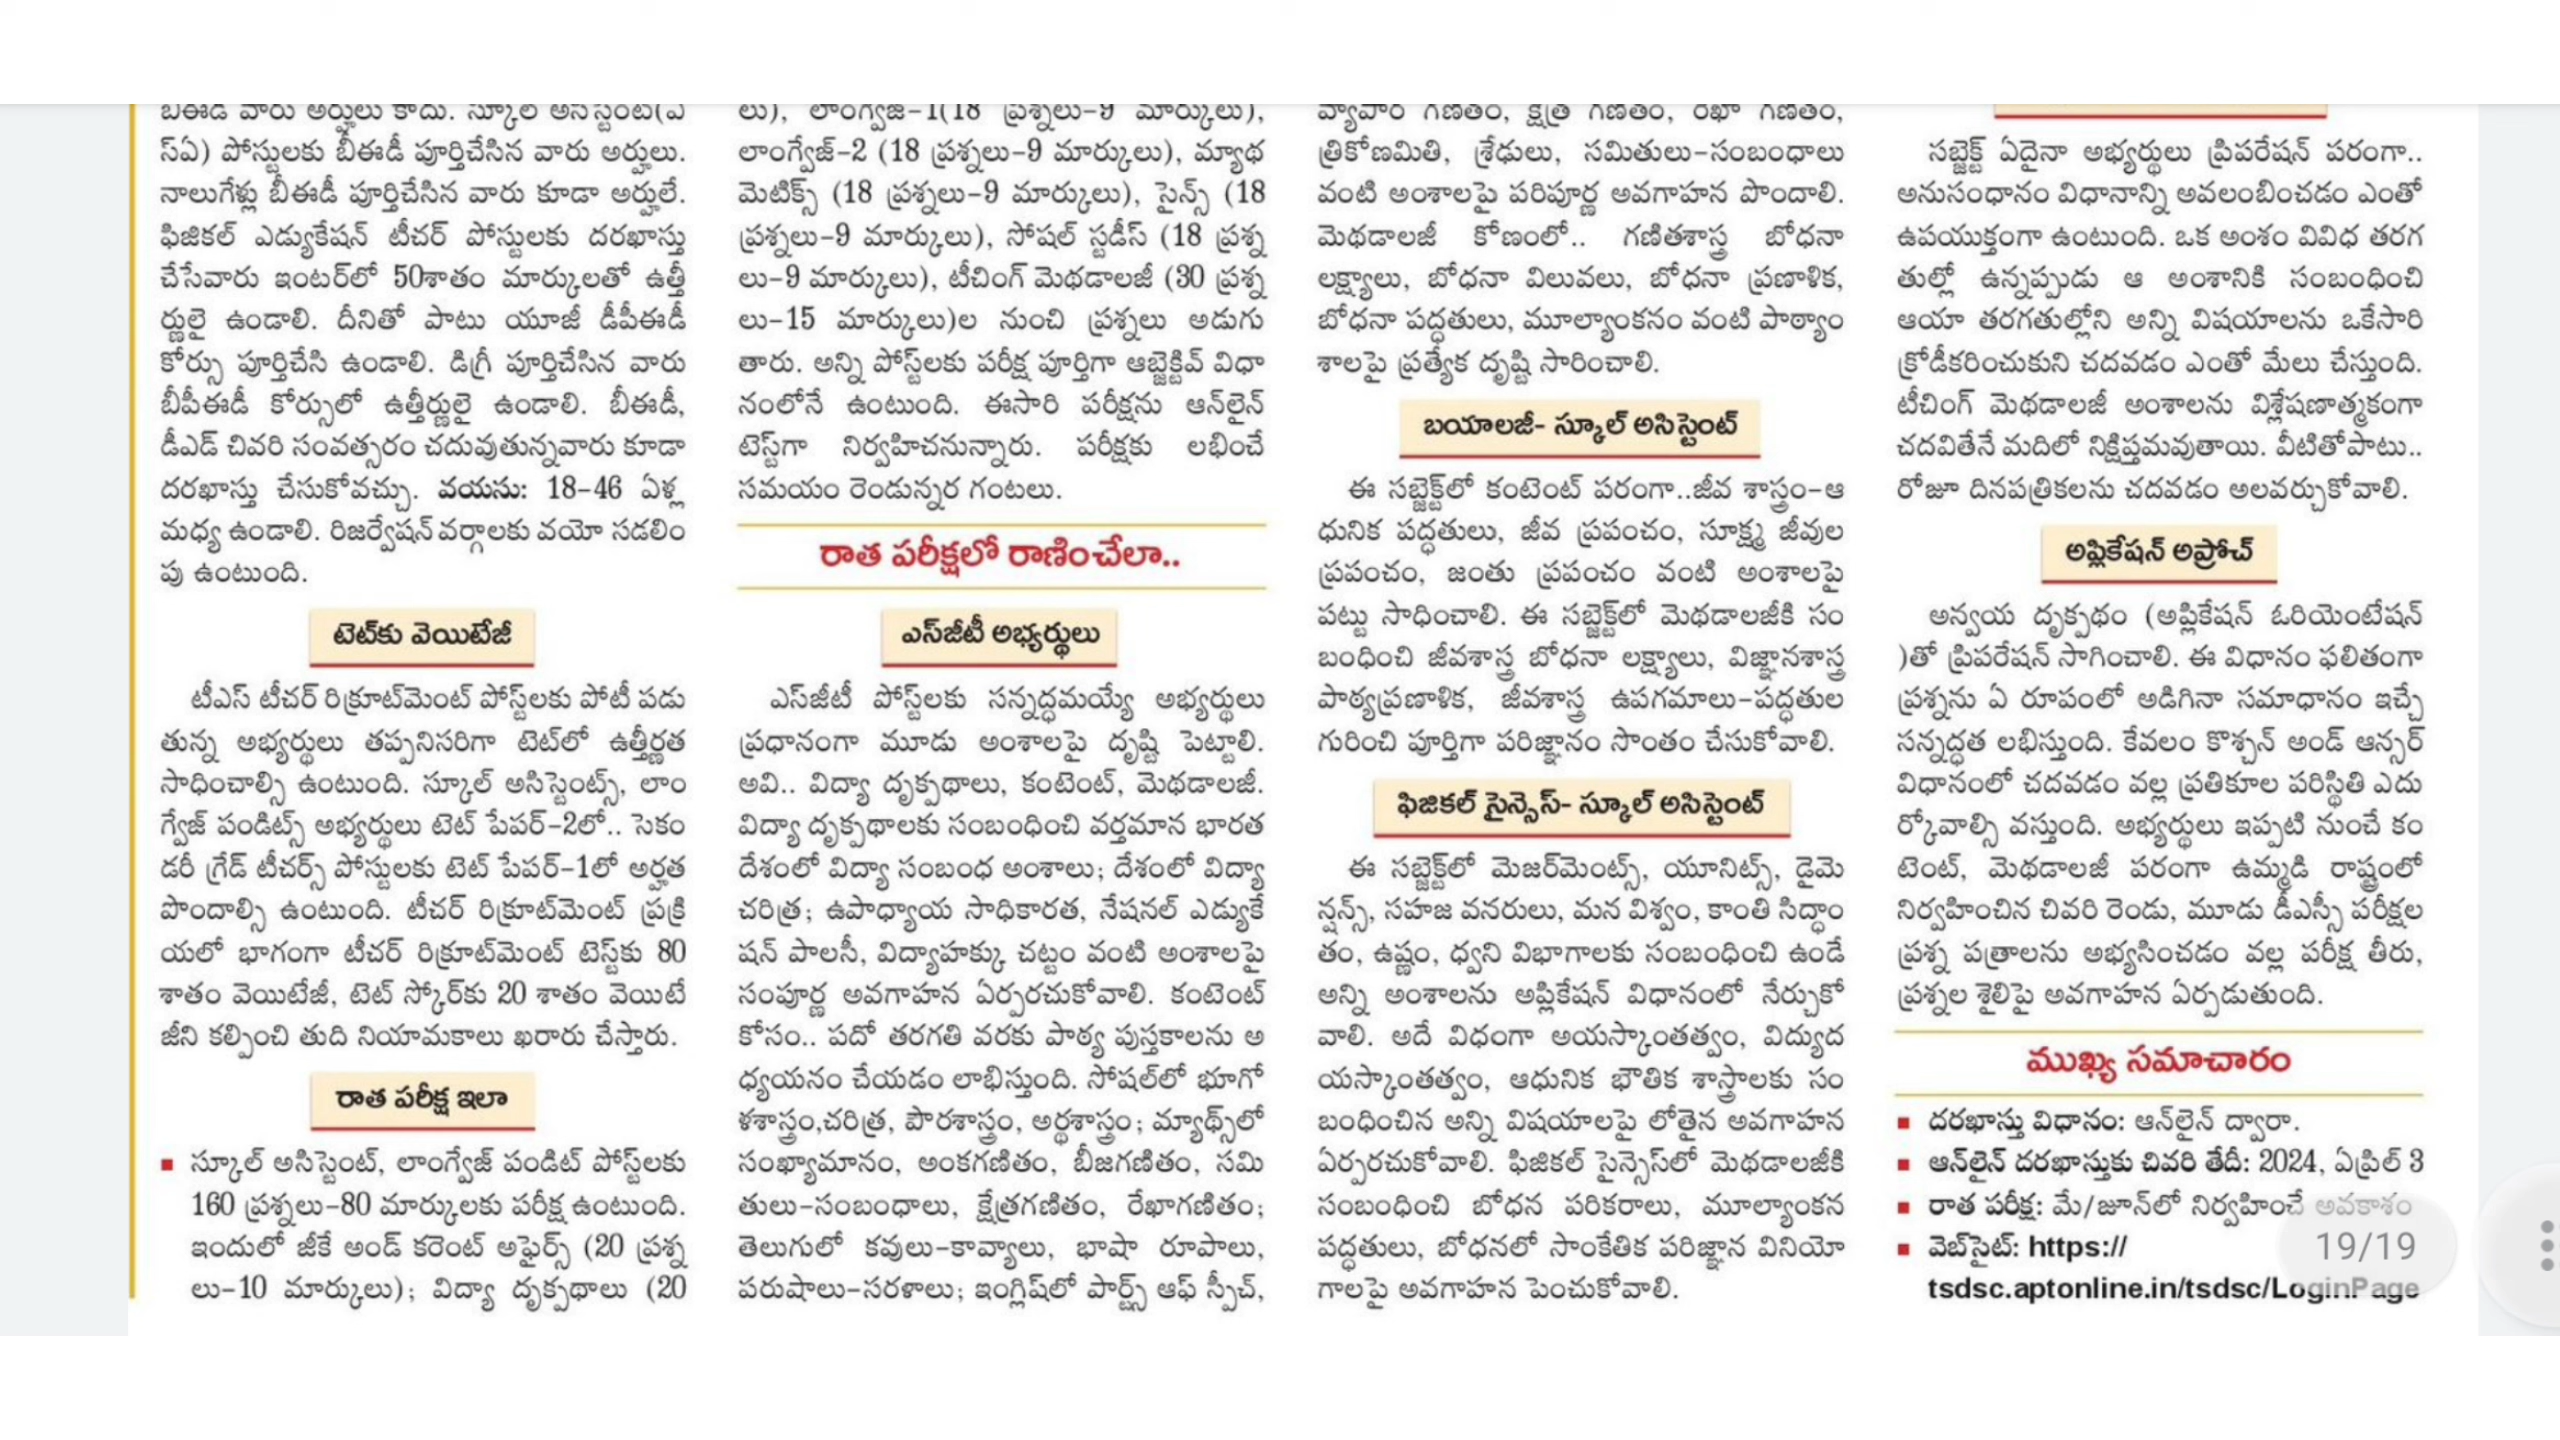 బీఈడీ వారు అర్హులు కాదు. స్కూల్ అసిస్టెంట్(ఎ
స్ఏ) పోస్టులకు బీఈడీ పూర్తిచేసిన వారు అర్హులు.
నాలుగేళ్లు బీఈడీ పూర్తిచేసిన వారు కూడా అర్హులే.
ఫిజికల్ ఎడ్యుకేషన్ టీచర్ పోస్టులకు దరఖాస్తు
చేసేవారు ఇంటర్‌లో 50శాతం మార్కులతో ఉత్తీ
ర్ణులై ఉండాలి. దీనితో పాటు యూజీ డీపీఈడీ
కోర్సు పూర్తిచేసి ఉండాలి. డిగ్రీ పూర్తిచేసిన వారు
బీపీఈడీ కోర్సులో ఉత్తీర్ణులై ఉండాలి. బీఈడీ,
డీఎడ్ చివరి సంవత్సరం చదువుతున్నవారు కూడా
దరఖాస్తు చేసుకోవచ్చు. వయసు: 18-46 ఏళ్ల
మధ్య ఉండాలి. రిజర్వేషన్ వర్గాలకు వయో సడలిం
పు ఉంటుంది.
టెట్‌కు వెయిటేజీ
టీఎస్ టీచర్ రిక్రూట్‌మెంట్ పోస్ట్‌లకు పోటీ పడు
తున్న అభ్యర్థులు తప్పనిసరిగా టెట్‌లో ఉత్తీర్ణత
సాధించాల్సి ఉంటుంది. స్కూల్ అసిస్టెంట్స్, లాం
గ్వేజ్ పండిట్స్ అభ్యర్థులు టెట్ పేపర్-2లో.. సెకం
డరీ గ్రేడ్ టీచర్స్ పోస్టులకు టెట్ పేపర్-1లో అర్హత
పొందాల్సి ఉంటుంది. టీచర్ రిక్రూట్‌మెంట్ ప్రక్రి
యలో భాగంగా టీచర్ రిక్రూట్‌మెంట్ టెస్ట్‌కు 80
శాతం వెయిటేజీ, టెట్ స్కోర్‌కు 20 శాతం వెయిటే
జీని కల్పించి తుది నియామకాలు ఖరారు చేస్తారు.
రాత పరీక్ష ఇలా
■ స్కూల్ అసిస్టెంట్, లాంగ్వేజ్ పండిట్ పోస్ట్‌లకు
160 ప్రశ్నలు-80 మార్కులకు పరీక్ష ఉంటుంది.
ఇందులో జీకే అండ్ కరెంట్ అఫైర్స్ (20 ప్రశ్న
లు-10 మార్కులు); విద్యా దృక్పథాలు (20
లు), లాంగ్వేజ్-1(18 ప్రశ్నలు-9 మార్కులు),
లాంగ్వేజ్-2 (18 ప్రశ్నలు-9 మార్కులు), మ్యాథ
మెటిక్స్ (18 ప్రశ్నలు-9 మార్కులు), సైన్స్ (18
ప్రశ్నలు-9 మార్కులు), సోషల్ స్టడీస్ (18 ప్రశ్న
లు-9 మార్కులు), టీచింగ్ మెథడాలజీ (30 ప్రశ్న
లు-15 మార్కులు)ల నుంచి ప్రశ్నలు అడుగు
తారు. అన్ని పోస్ట్‌లకు పరీక్ష పూర్తిగా ఆబ్జెక్టివ్ విధా
నంలోనే ఉంటుంది. ఈసారి పరీక్షను ఆన్‌లైన్
టెస్ట్‌గా నిర్వహించనున్నారు. పరీక్షకు లభించే
సమయం రెండున్నర గంటలు.
రాత పరీక్షలో రాణించేలా..
ఎస్‌జీటీ అభ్యర్థులు
ఎస్‌జీటీ పోస్ట్‌లకు సన్నద్ధమయ్యే అభ్యర్థులు
ప్రధానంగా మూడు అంశాలపై దృష్టి పెట్టాలి.
అవి.. విద్యా దృక్పథాలు, కంటెంట్, మెథడాలజీ.
విద్యా దృక్పథాలకు సంబంధించి వర్తమాన భారత
దేశంలో విద్యా సంబంధ అంశాలు; దేశంలో విద్యా
చరిత్ర; ఉపాధ్యాయ సాధికారత, నేషనల్ ఎడ్యుకే
షన్ పాలసీ, విద్యాహక్కు చట్టం వంటి అంశాలపై
సంపూర్ణ అవగాహన ఏర్పరచుకోవాలి. కంటెంట్
కోసం.. పదో తరగతి వరకు పాఠ్య పుస్తకాలను అ
ధ్యయనం చేయడం లాభిస్తుంది. సోషల్‌లో భూగో
ళశాస్త్రం,చరిత్ర, పౌరశాస్త్రం, అర్థశాస్త్రం; మ్యాథ్స్‌లో
సంఖ్యామానం, అంకగణితం, బీజగణితం, సమి
తులు-సంబంధాలు, క్షేత్రగణితం, రేఖాగణితం;
తెలుగులో కవులు-కావ్యాలు, భాషా రూపాలు,
పరుషాలు-సరళాలు; ఇంగ్లిష్‌లో పార్ట్స్ ఆఫ్ స్పీచ్,
వ్యాపార గణితం, క్షేత్ర గణితం, రేఖా గణితం,
త్రికోణమితి, శ్రేఢులు, సమితులు-సంబంధాలు
వంటి అంశాలపై పరిపూర్ణ అవగాహన పొందాలి.
మెథడాలజీ కోణంలో.. గణితశాస్త్ర బోధనా
లక్ష్యాలు, బోధనా విలువలు, బోధనా ప్రణాళిక,
బోధనా పద్ధతులు, మూల్యాంకనం వంటి పాఠ్యాం
శాలపై ప్రత్యేక దృష్టి సారించాలి.
బయాలజీ- స్కూల్ అసిస్టెంట్
ఈ సబ్జెక్ట్‌లో కంటెంట్ పరంగా..జీవ శాస్త్రం-ఆ
ధునిక పద్ధతులు, జీవ ప్రపంచం, సూక్ష్మ జీవుల
ప్రపంచం, జంతు ప్రపంచం వంటి అంశాలపై
పట్టు సాధించాలి. ఈ సబ్జెక్ట్‌లో మెథడాలజీకి సం
బంధించి జీవశాస్త్ర బోధనా లక్ష్యాలు, విజ్ఞానశాస్త్ర
పాఠ్యప్రణాళిక, జీవశాస్త్ర ఉపగమాలు-పద్ధతుల
గురించి పూర్తిగా పరిజ్ఞానం సొంతం చేసుకోవాలి.
ఫిజికల్ సైన్సెస్- స్కూల్ అసిస్టెంట్
ఈ సబ్జెక్ట్‌లో మెజర్‌మెంట్స్, యూనిట్స్, డైమె
న్షన్స్, సహజ వనరులు, మన విశ్వం, కాంతి సిద్ధాం
తం, ఉష్ణం, ధ్వని విభాగాలకు సంబంధించి ఉండే
అన్ని అంశాలను అప్లికేషన్ విధానంలో నేర్చుకో
వాలి. అదే విధంగా అయస్కాంతత్వం, విద్యుద
యస్కాంతత్వం, ఆధునిక భౌతిక శాస్త్రాలకు సం
బంధించిన అన్ని విషయాలపై లోతైన అవగాహన
ఏర్పరచుకోవాలి. ఫిజికల్ సైన్సెస్‌లో మెథడాలజీకి
సంబంధించి బోధన పరికరాలు, మూల్యాంకన
పద్ధతులు, బోధనలో సాంకేతిక పరిజ్ఞాన వినియో
గాలపై అవగాహన పెంచుకోవాలి.
సబ్జెక్ట్ ఏదైనా అభ్యర్థులు ప్రిపరేషన్ పరంగా..
అనుసంధానం విధానాన్ని అవలంబించడం ఎంతో
ఉపయుక్తంగా ఉంటుంది. ఒక అంశం వివిధ తరగ
తుల్లో ఉన్నప్పుడు ఆ అంశానికి సంబంధించి
ఆయా తరగతుల్లోని అన్ని విషయాలను ఒకేసారి
క్రోడీకరించుకుని చదవడం ఎంతో మేలు చేస్తుంది.
టీచింగ్ మెథడాలజీ అంశాలను విశ్లేషణాత్మకంగా
చదివితేనే మదిలో నిక్షిప్తమవుతాయి. వీటితోపాటు..
రోజూ దినపత్రికలను చదవడం అలవర్చుకోవాలి.
అప్లికేషన్ అప్రోచ్
అన్వయ దృక్పథం (అప్లికేషన్ ఓరియెంటేషన్
)తో ప్రిపరేషన్ సాగించాలి. ఈ విధానం ఫలితంగా
ప్రశ్నను ఏ రూపంలో అడిగినా సమాధానం ఇచ్చే
సన్నద్ధత లభిస్తుంది. కేవలం కొశ్చన్ అండ్ ఆన్సర్
విధానంలో చదవడం వల్ల ప్రతికూల పరిస్థితి ఎదు
ర్కోవాల్సి వస్తుంది. అభ్యర్థులు ఇప్పటి నుంచే కం
టెంట్, మెథడాలజీ పరంగా ఉమ్మడి రాష్ట్రంలో
నిర్వహించిన చివరి రెండు, మూడు డీఎస్సీ పరీక్షల
ప్రశ్న పత్రాలను అభ్యసించడం వల్ల పరీక్ష తీరు,
ప్రశ్నల శైలిపై అవగాహన ఏర్పడుతుంది.
ముఖ్య సమాచారం
■ దరఖాస్తు విధానం: ఆన్‌లైన్ ద్వారా.
■ ఆన్‌లైన్ దరఖాస్తుకు చివరి తేదీ: 2024, ఏప్రిల్ 3
■ రాత పరీక్ష: మే/జూన్‌లో నిర్వహించే అవకాశం
■ వెబ్‌సైట్: https://
tsdsc.aptonline.in/tsdsc/LoginPage
19/19